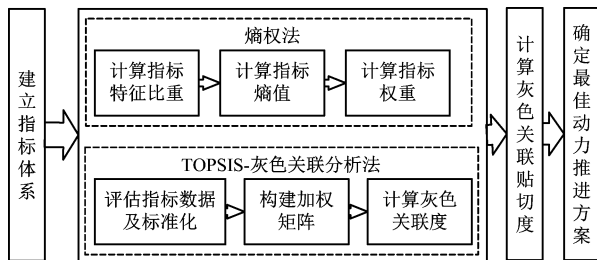 建立指标体系
熵权法
计算指标
特征比重
计算指标
熵值
计算指标
权重
TOPSIS-灰色关联分析法
评估指标数据
及标准化
构建加权
矩阵
计算灰色
关联度
计算灰色关联贴切度
确定最佳动力推进方案